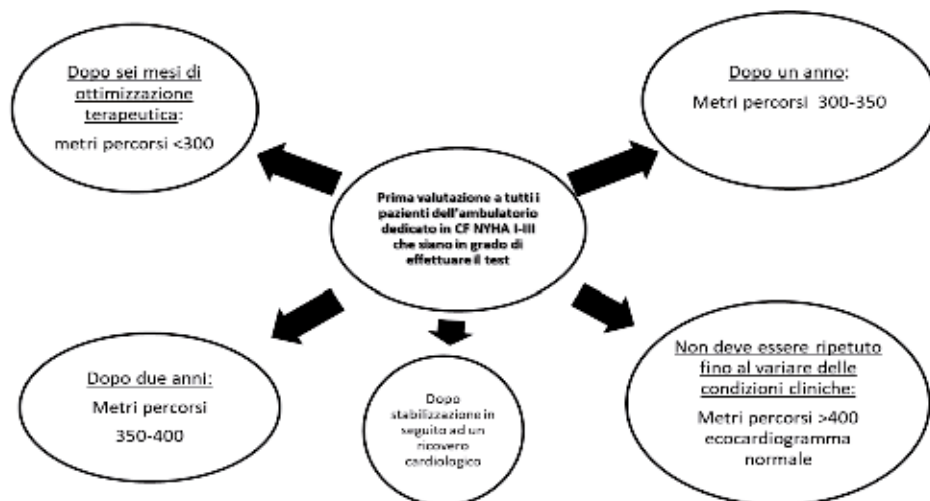 Dopo sei mesi di
ottimizzazione
terapeutica:
metri percorsi <300
Dopo un anno:
Metri percorsi 300-350
Prima valutazione a tutti i
pazienti dell'ambulatorio
dedicato in CF NYHA I-III
che siano in grado di
effettuare il test
Dopo due anni:
Metri percorsi
350-400
Dopo
stabilizzazione in
seguito ad un
ricovero
cardiologico
Non deve essere ripetuto
fino al variare delle
condizioni cliniche:
Metri percorsi >400
ecocardiogramma
normale